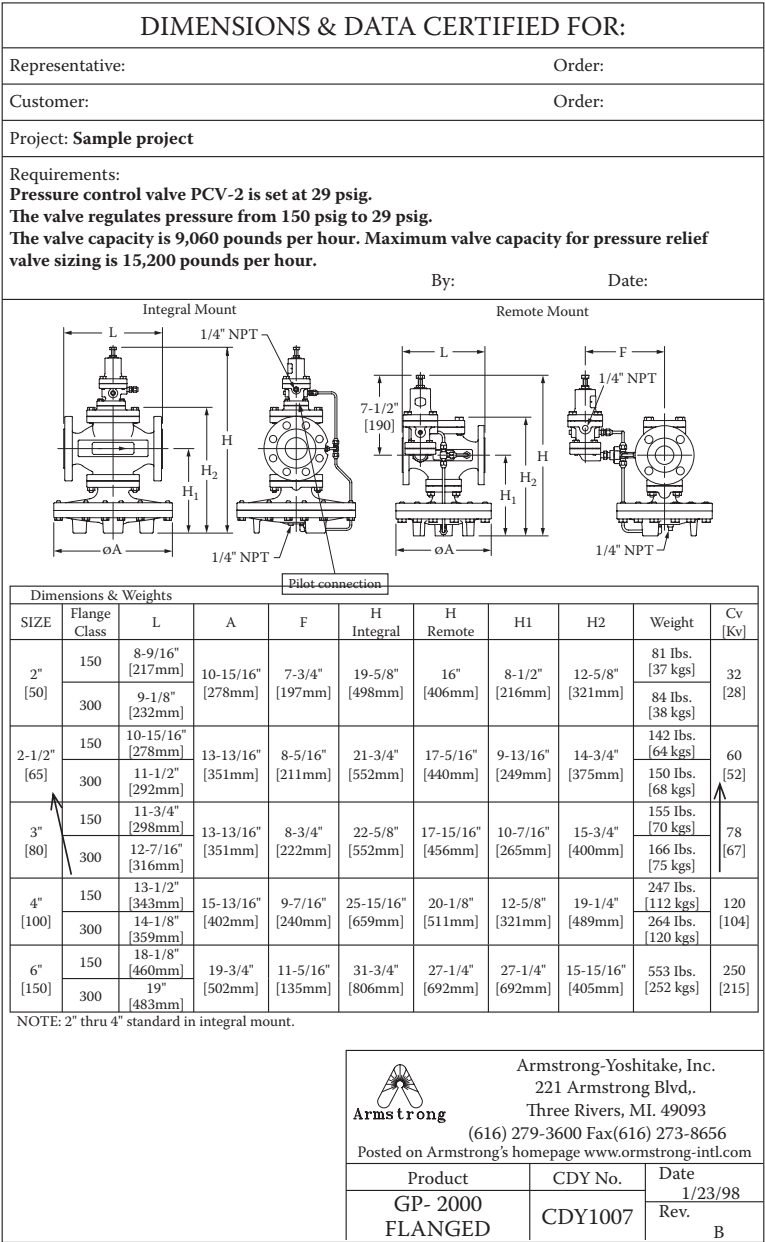 DIMENSIONS & DATA CERTIFIED FOR:
Representative: Order:
Customer: Order:
Project: Sample project
Requirements:
Pressure control valve PCV-2 is set at 29 psig.
The valve regulates pressure from 150 psig to 29 psig.
The valve capacity is 9,060 pounds per hour. Maximum valve capacity for pressure relief
valve sizing is 15,200 pounds per hour.
By: Date:
Integral Mount Remote Mount
L 1/4" NPT L F
1/4" NPT
7-1/2"
[190]
H H2 H1 H H2 H1
øA 1/4" NPT øA 1/4" NPT
Pilot connection
Dimensions & Weights
SIZE Flange Class L A F H Integral H Remote H1 H2 Weight Cv [Kv]
2" [50] 150 8-9/16" [217mm] 10-15/16" [278mm] 7-3/4" [197mm] 19-5/8" [498mm] 16" [406mm] 8-1/2" [216mm] 12-5/8" [321mm] 81 Ibs. [37 kgs] 32 [28]
300 9-1/8" [232mm] 84 Ibs. [38 kgs]
2-1/2" [65] 150 10-15/16" [278mm] 13-13/16" [351mm] 8-5/16" [211mm] 21-3/4" [552mm] 17-5/16" [440mm] 9-13/16" [249mm] 14-3/4" [375mm] 142 Ibs. [64 kgs] 60 [52]
300 11-1/2" [292mm] 150 Ibs. [68 kgs]
3" [80] 150 11-3/4" [298mm] 13-13/16" [351mm] 8-3/4" [222mm] 22-5/8" [552mm] 17-15/16" [456mm] 10-7/16" [265mm] 15-3/4" [400mm] 155 Ibs. [70 kgs] 78 [67]
300 12-7/16" [316mm] 166 Ibs. [75 kgs]
4" [100] 150 13-1/2" [343mm] 15-13/16" [402mm] 9-7/16" [240mm] 25-15/16" [659mm] 20-1/8" [511mm] 12-5/8" [321mm] 19-1/4" [489mm] 247 Ibs. [112 kgs] 120 [104]
300 14-1/8" [359mm] 264 Ibs. [120 kgs]
6" [150] 150 18-1/8" [460mm] 19-3/4" [502mm] 11-5/16" [135mm] 31-3/4" [806mm] 27-1/4" [692mm] 27-1/4" [692mm] 15-15/16" [405mm] 553 Ibs. [252 kgs] 250 [215]
300 19" [483mm]
NOTE: 2" thru 4" standard in integral mount.
Armstrong
Armstrong-Yoshitake, Inc.
221 Armstrong Blvd,.
Three Rivers, MI. 49093
(616) 279-3600 Fax(616) 273-8656
Posted on Armstrong's homepage www.ormstrong-intl.com
Product CDY No. Date
1/23/98
GP- 2000
FLANGED CDY1007 Rev.
B